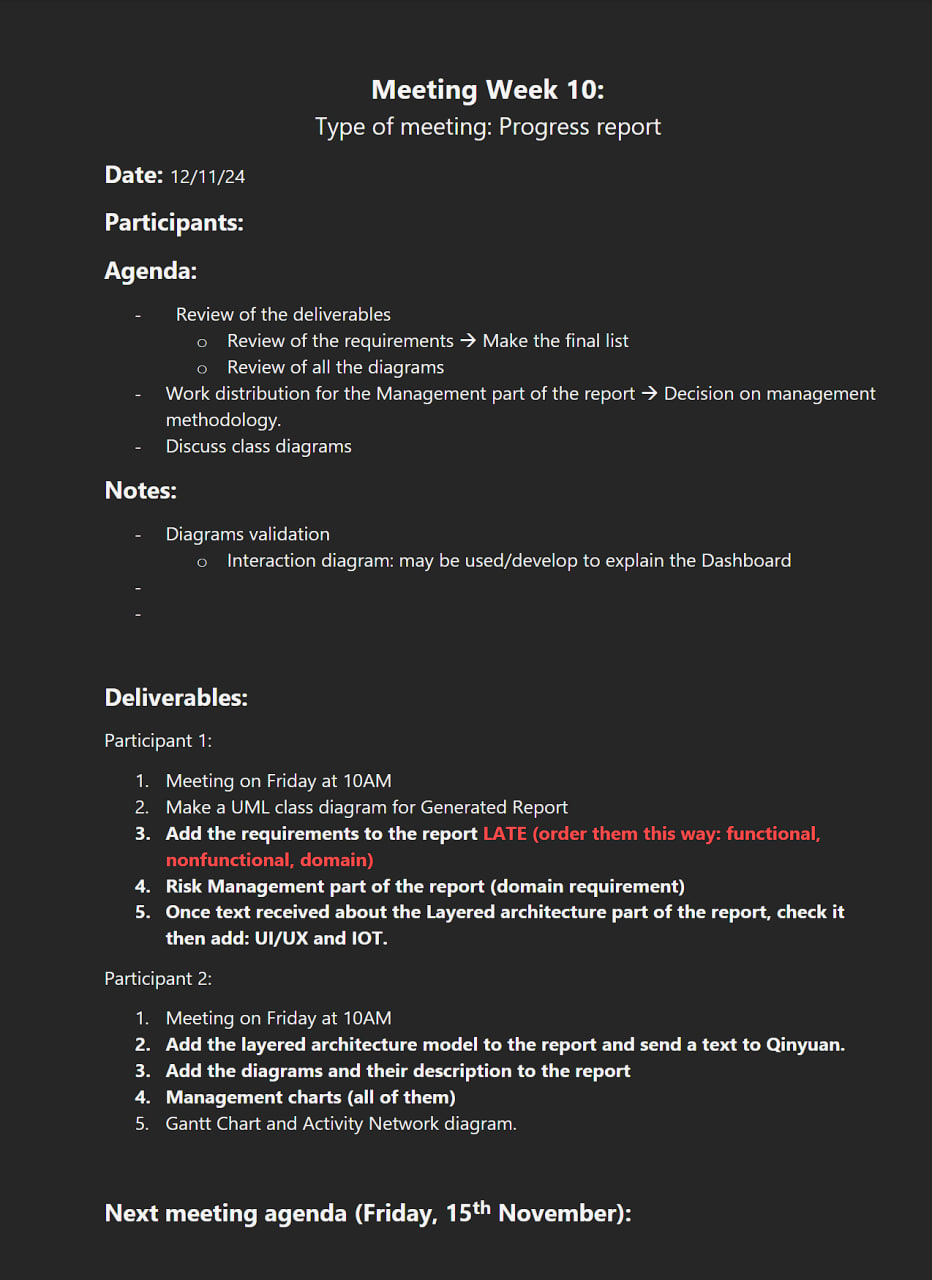 Meeting Week 10:
Type of meeting: Progress report
Date: 12/11/24
Participants:
Agenda:
- Review of the deliverables
o Review of the requirements → Make the final list
o Review of all the diagrams
- Work distribution for the Management part of the report → Decision on management
methodology.
- Discuss class diagrams
Notes:
- Diagrams validation
o Interaction diagram: may be used/develop to explain the Dashboard
-
-
Deliverables:
Participant 1:
1. Meeting on Friday at 10AM
2. Make a UML class diagram for Generated Report
3. Add the requirements to the report LATE (order them this way: functional,
nonfunctional, domain)
4. Risk Management part of the report (domain requirement)
5. Once text received about the Layered architecture part of the report, check it
then add: UI/UX and IOT.
Participant 2:
1. Meeting on Friday at 10AM
2. Add the layered architecture model to the report and send a text to Qinyuan.
3. Add the diagrams and their description to the report
4. Management charts (all of them)
5. Gantt Chart and Activity Network diagram.
Next meeting agenda (Friday, 15th November):